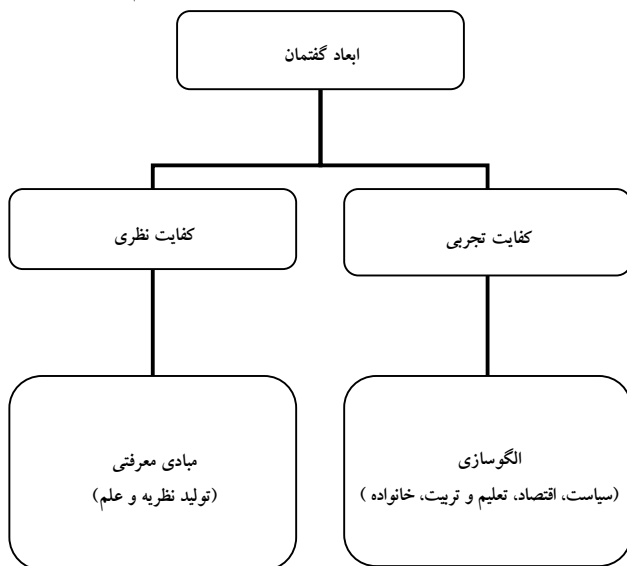 ابعاد گفتمان
کفایت تجربی
کفایت نظری
الگوسازی
(سیاست، اقتصاد، تعلیم و تربیت، خانواده )
مبادی معرفتی
(تولید نظریه و علم)